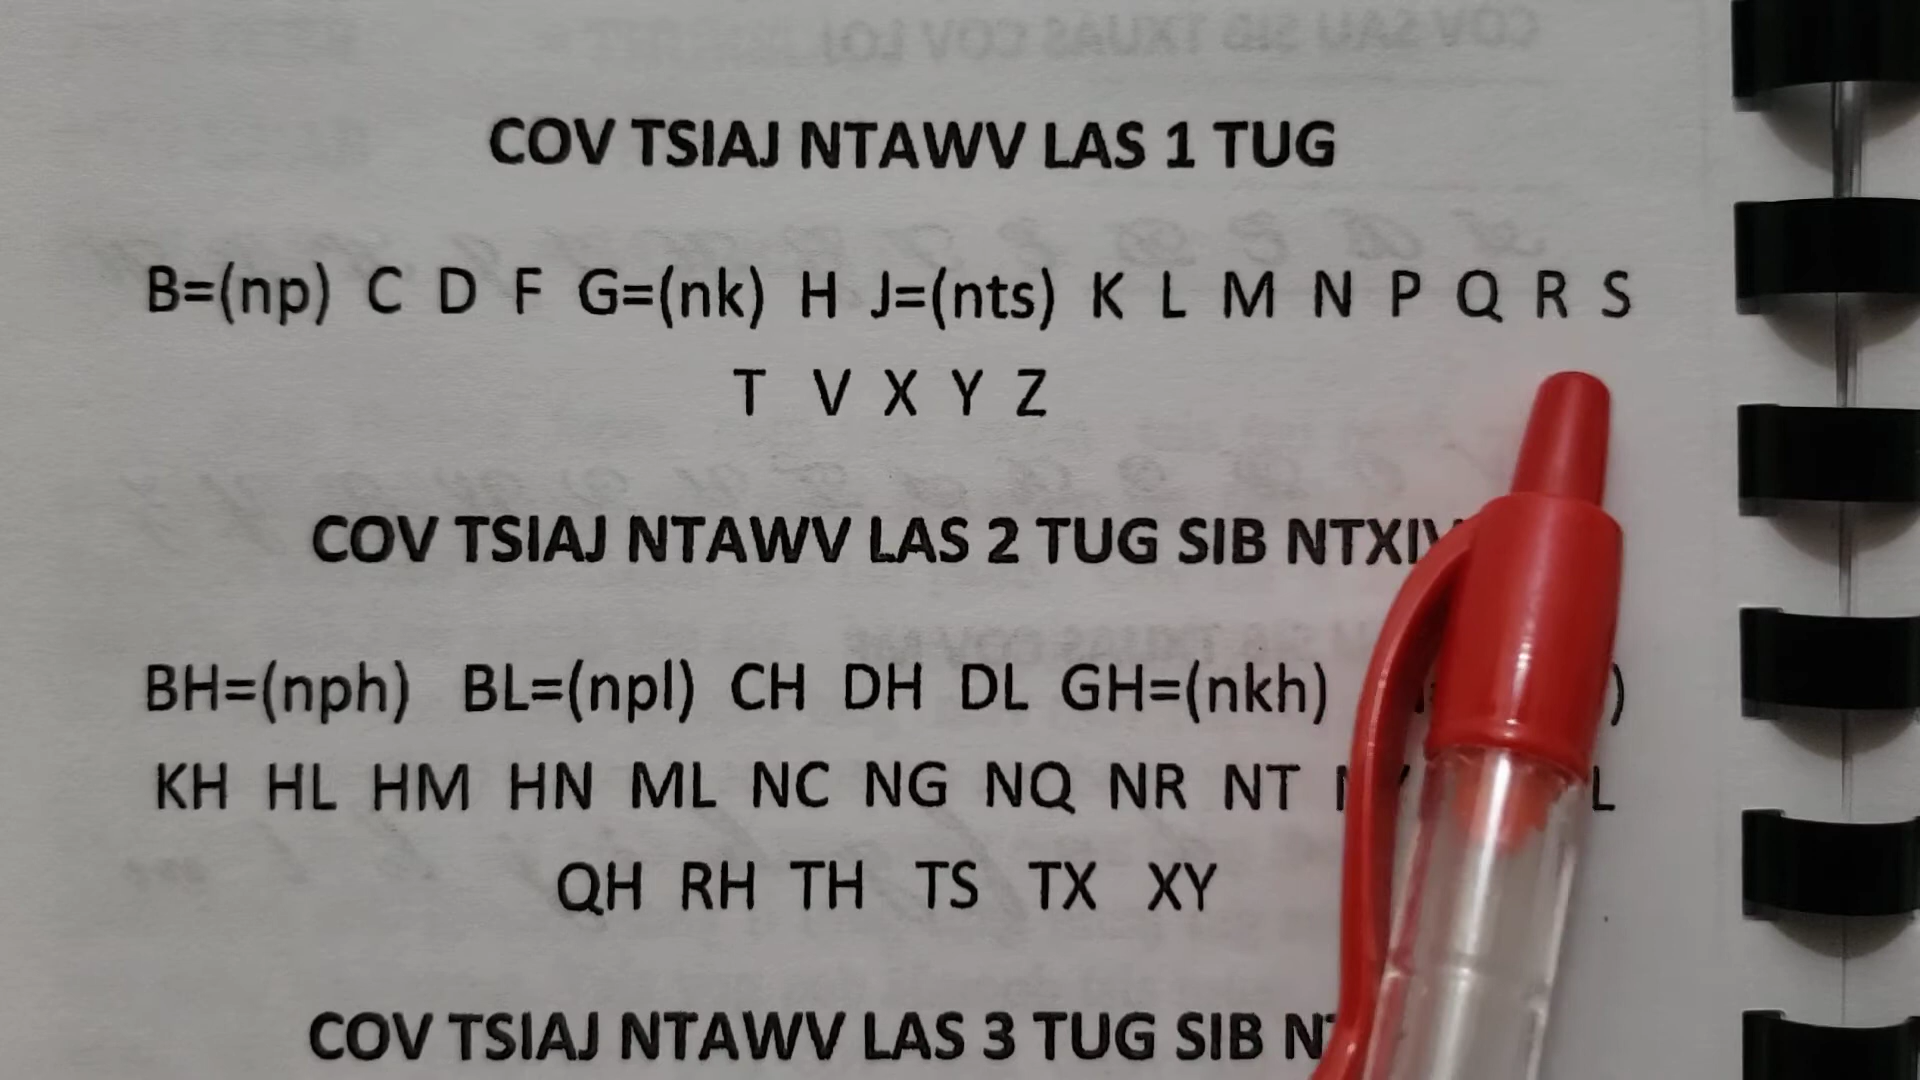 COV TSIAJ NTAWV LAS 1 TUG
B=(np) C D F G=(nk) H J=(nts) K L M N P Q R S
T V X Y Z
COV TSIAJ NTAWV LAS 2 TUG SIB
BH=(nph) BL=(npl) CH DH DL GH=(nkh)
KH HL HM HN ML NC NG NQ NR NT
QH RH TH TS TX XY
COV TSIAJ NTAWV LAS 3 TUG SIB